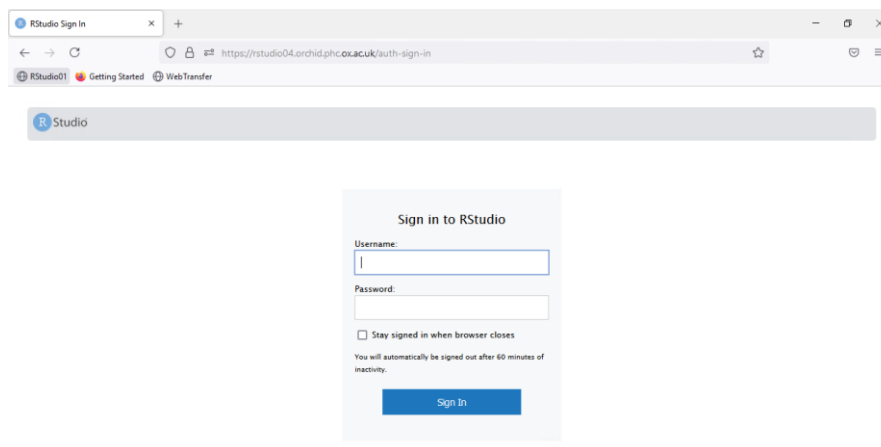 RStudio Sign In
https://rstudio04.orchid.phc.ox.ac.uk/auth-sign-in
RStudio01 Getting Started WebTransfer
R Studio
Sign in to RStudio
Username:
Password:
Stay signed in when browser closes
You will automatically be signed out after 60 minutes of
inactivity.
Sign In